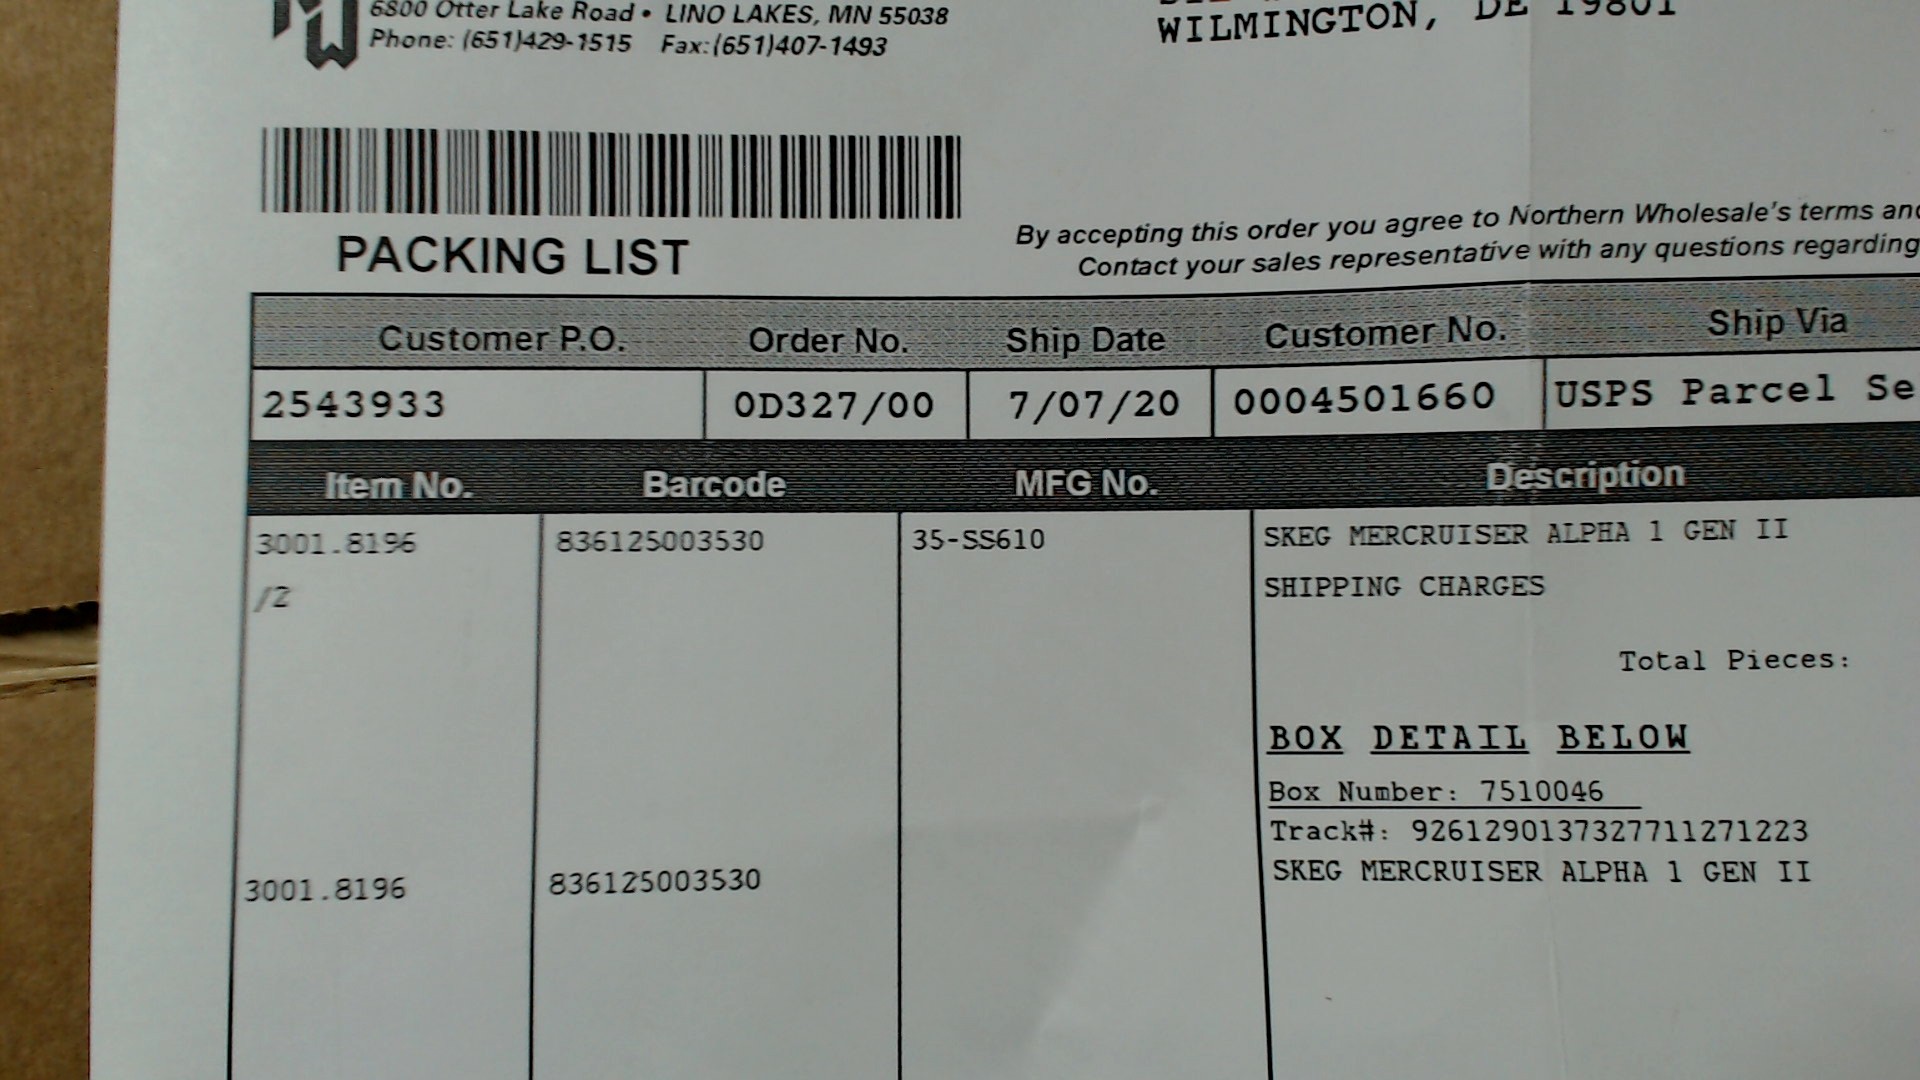 6800 Otter Lake Road • LINO LAKES, MN 55038
Phone: (651)429-1515 Fax:(651)407-1493
WILMINGTON, DE 19801
PACKING LIST
By accepting this order you agree to Northern Wholesale's terms and
Contact your sales representative with any questions regarding
Customer P.O. Order No. Ship Date Customer No. Ship Via
2543933 0D327/00 7/07/20 0004501660 USPS Parcel Se
Item No. Barcode MFG No. Description
3001.8196 836125003530 35-SS610 SKEG MERCRUISER ALPHA 1 GEN II
/2 SHIPPING CHARGES
Total Pieces:
BOX DETAIL BELOW
Box Number: 7510046
Track#: 9261290137327711271223
3001.8196 836125003530 SKEG MERCRUISER ALPHA 1 GEN II